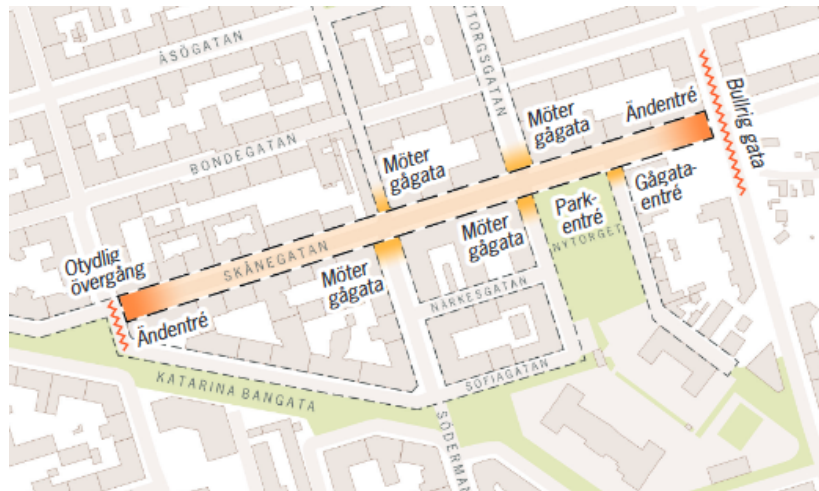 ÅSÖGATAN
TORGSGATAN
Bullrig gata
Ändentré
Möter
gågata
BONDEGATAN
Möter
gågata
Gågata-
entré
Park-
entré
Möter
gågata
NYTORGET
Otydlig
övergång
SKÅNEGATAN
Möter
gågata
NÄRKESGATAN
Ändentré
SOFIAGATAN
KATARINA BANGATA
SÖDERMAN